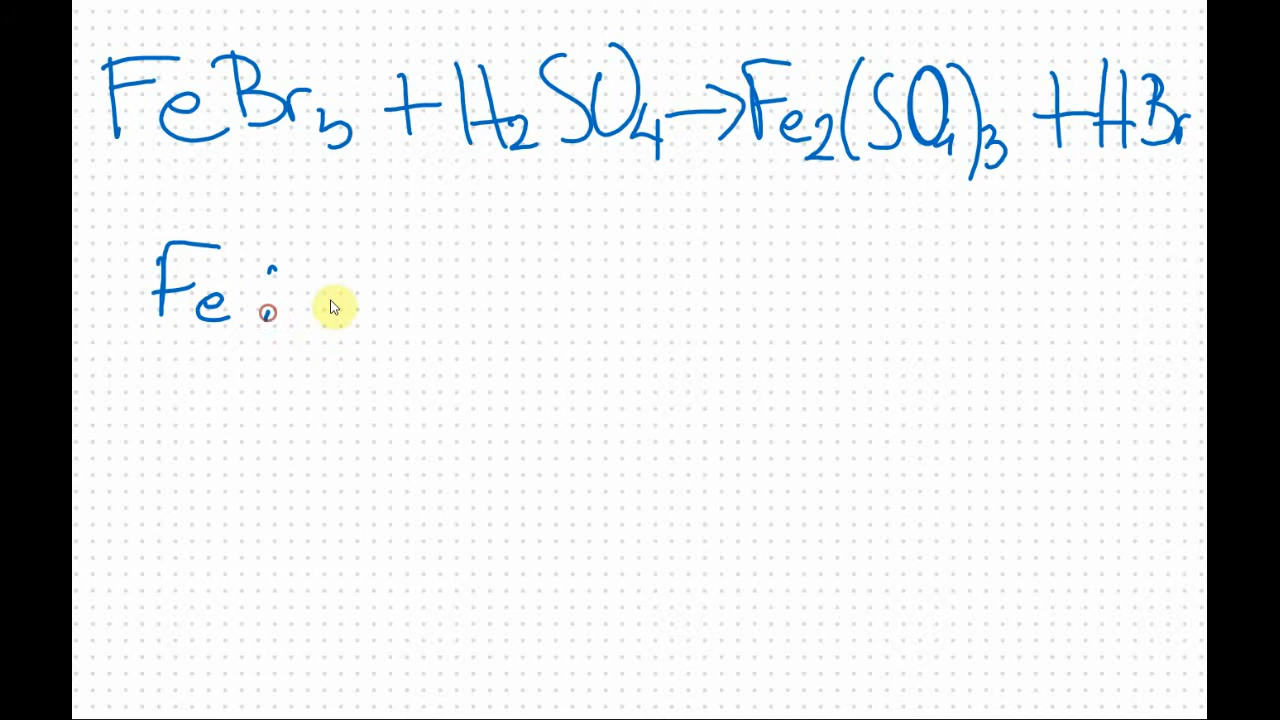 FeBr₃ + H₂SO₄ → Fe₂(SO₄)₃ + HBr
Fe :